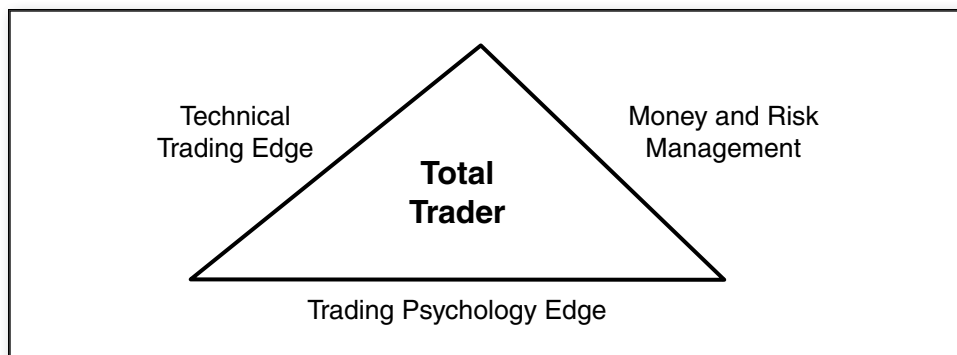 Technical
Trading Edge
Money and Risk
Management
Total
Trader
Trading Psychology Edge